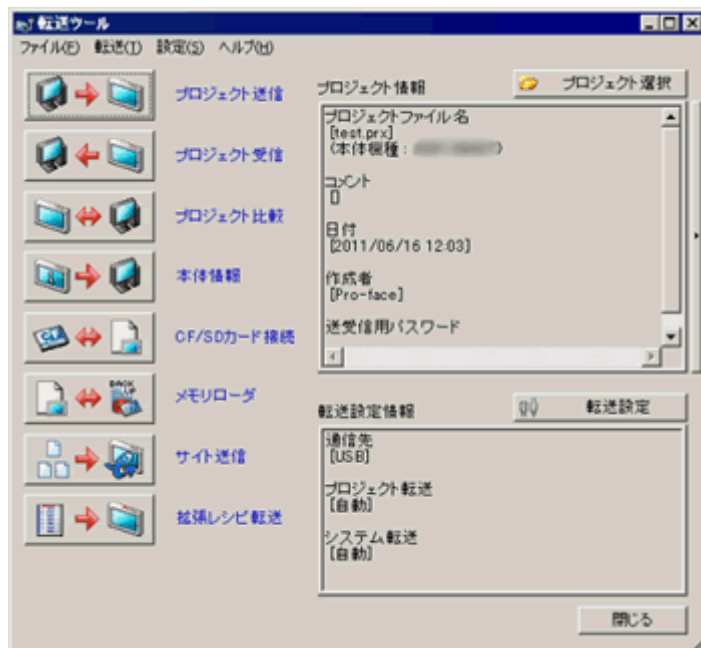 転送ツール
ファイル(F) 転送(T) 設定(S) ヘルプ(H)
プロジェクト送信
プロジェクト受信
プロジェクト比較
本体情報
CF/SDカード接続
メモリローダ
サイト送信
拡張レシピ転送
プロジェクト情報
プロジェクト選択
プロジェクトファイル名
[test.prx]
(本体機種 : )
コメント
[]
日付
[2011/06/16 12:03]
作成者
[Pro-face]
送受信用パスワード
転送設定情報
転送設定
通信先
[USB]
プロジェクト転送
[自動]
システム転送
[自動]
閉じる